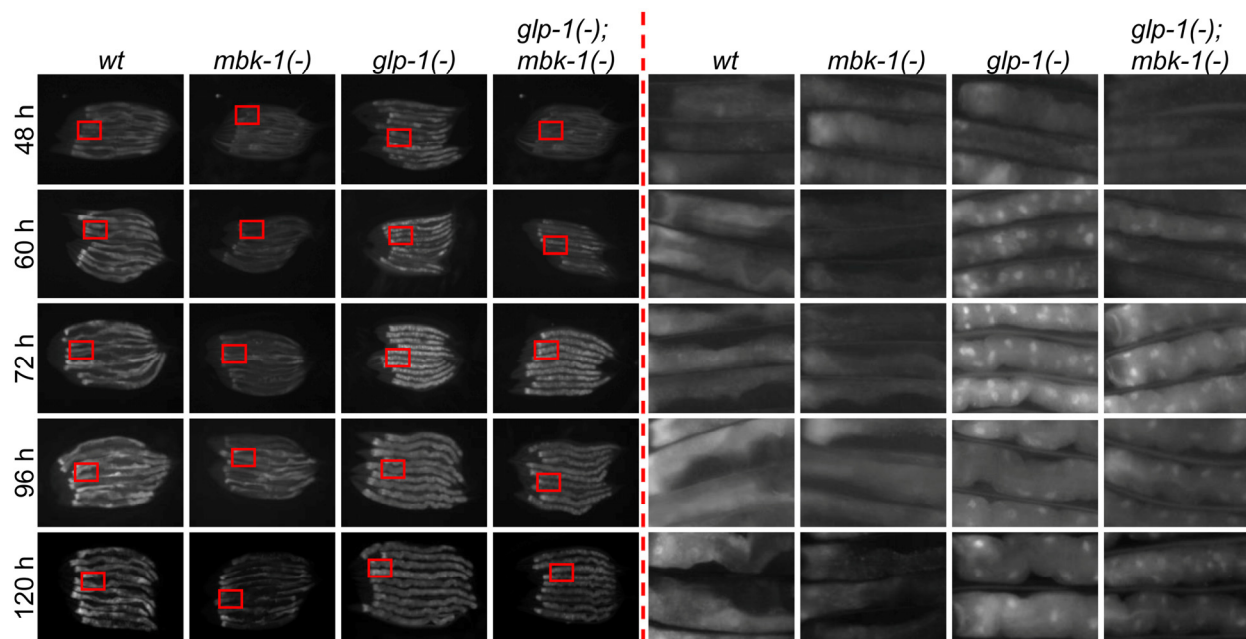 glp-1(-);
wt mbk-1(-) glp-1(-) mbk-1(-)
glp-1(-);
wt mbk-1(-) glp-1(-) mbk-1(-)
48 h
60 h
72 h
96 h
120 h